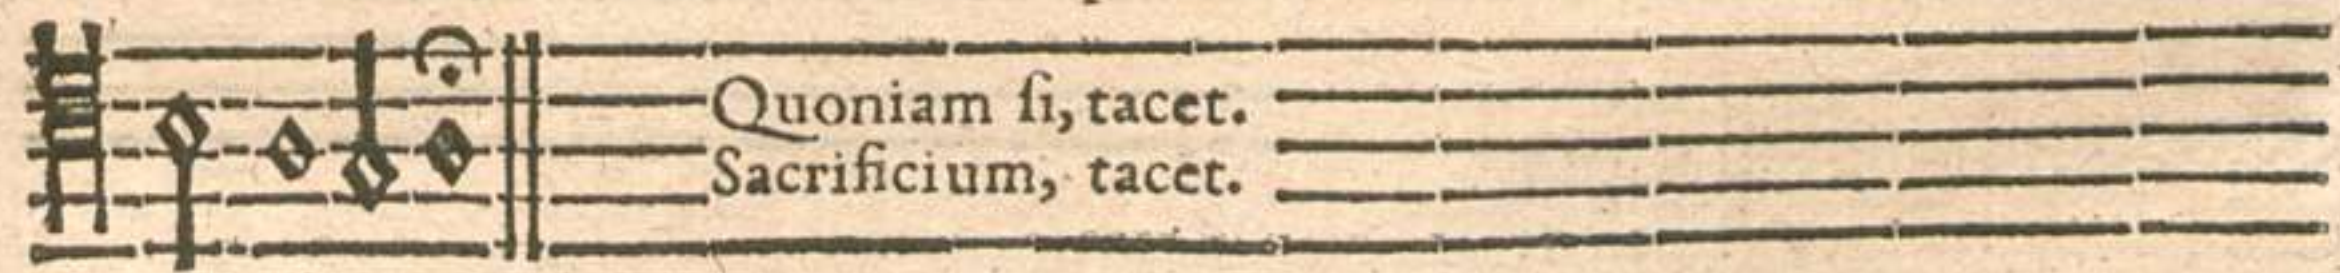 Quoniam ſi, tacet.
Sacrificium, tacet.